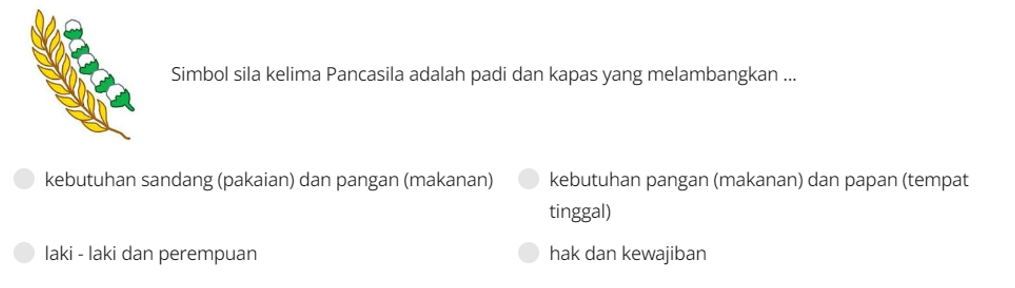 Simbol sila kelima Pancasila adalah padi dan kapas yang melambangkan ...
kebutuhan sandang (pakaian) dan pangan (makanan)
kebutuhan pangan (makanan) dan papan (tempat
tinggal)
laki - laki dan perempuan
hak dan kewajiban